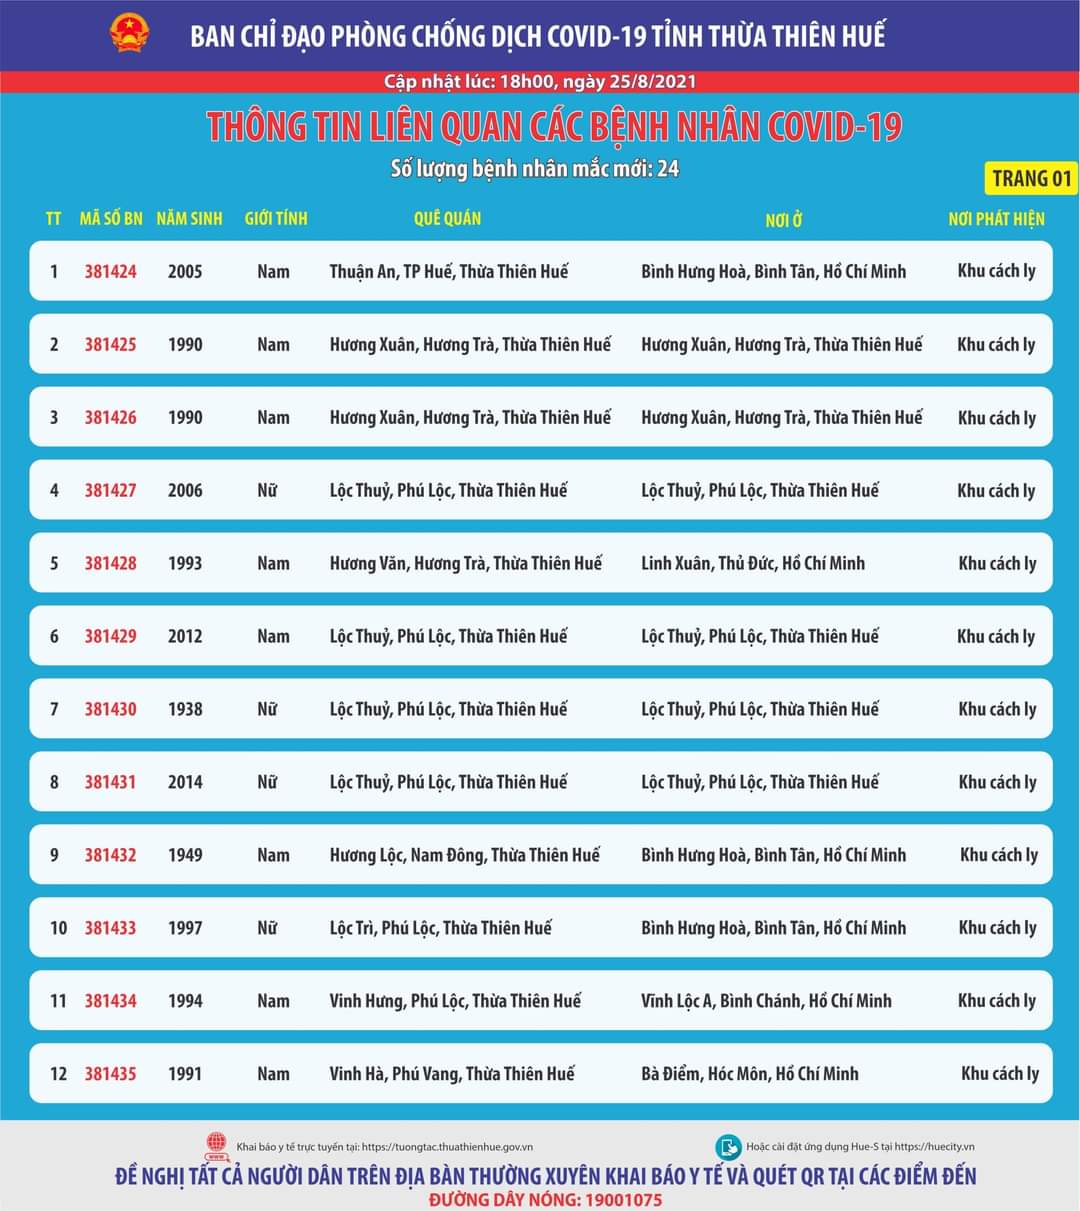 BAN CHỈ ĐẠO PHÒNG CHỐNG DỊCH COVID-19 TỈNH THỪA THIÊN HUẾ
Cập nhật lúc: 18h00, ngày 25/8/2021
THÔNG TIN LIÊN QUAN CÁC BỆNH NHÂN COVID-19
Số lượng bệnh nhân mắc mới: 24
TRANG 01
TT MÃ SỐ BN NĂM SINH GIỚI TÍNH QUÊ QUÁN NƠI Ở NƠI PHÁT HIỆN
1 381424 2005 Nam Thuận An, TP Huế, Thừa Thiên Huế Bình Hưng Hoà, Bình Tân, Hồ Chí Minh Khu cách ly
2 381425 1990 Nam Hương Xuân, Hương Trà, Thừa Thiên Huế Hương Xuân, Hương Trà, Thừa Thiên Huế Khu cách ly
3 381426 1990 Nam Hương Xuân, Hương Trà, Thừa Thiên Huế Hương Xuân, Hương Trà, Thừa Thiên Huế Khu cách ly
4 381427 2006 Nữ Lộc Thuỷ, Phú Lộc, Thừa Thiên Huế Lộc Thuỷ, Phú Lộc, Thừa Thiên Huế Khu cách ly
5 381428 1993 Nam Hương Văn, Hương Trà, Thừa Thiên Huế Linh Xuân, Thủ Đức, Hồ Chí Minh Khu cách ly
6 381429 2012 Nam Lộc Thuỷ, Phú Lộc, Thừa Thiên Huế Lộc Thuỷ, Phú Lộc, Thừa Thiên Huế Khu cách ly
7 381430 1938 Nữ Lộc Thuỷ, Phú Lộc, Thừa Thiên Huế Lộc Thuỷ, Phú Lộc, Thừa Thiên Huế Khu cách ly
8 381431 2014 Nữ Lộc Thuỷ, Phú Lộc, Thừa Thiên Huế Lộc Thuỷ, Phú Lộc, Thừa Thiên Huế Khu cách ly
9 381432 1949 Nam Hương Lộc, Nam Đông, Thừa Thiên Huế Bình Hưng Hoà, Bình Tân, Hồ Chí Minh Khu cách ly
10 381433 1997 Nữ Lộc Trì, Phú Lộc, Thừa Thiên Huế Bình Hưng Hoà, Bình Tân, Hồ Chí Minh Khu cách ly
11 381434 1994 Nam Vinh Hưng, Phú Lộc, Thừa Thiên Huế Vĩnh Lộc A, Bình Chánh, Hồ Chí Minh Khu cách ly
12 381435 1991 Nam Vinh Hà, Phú Vang, Thừa Thiên Huế Bà Điểm, Hóc Môn, Hồ Chí Minh Khu cách ly
WWW Khai báo y tế trực tuyến tại: https://tuongtac.thuathienhue.gov.vn Hoặc cài đặt ứng dụng Hue-S tại https://huecity.vn
ĐỀ NGHỊ TẤT CẢ NGƯỜI DÂN TRÊN ĐỊA BÀN THƯỜNG XUYÊN KHAI BÁO Y TẾ VÀ QUÉT QR TẠI CÁC ĐIỂM ĐẾN
ĐƯỜNG DÂY NÓNG: 19001075